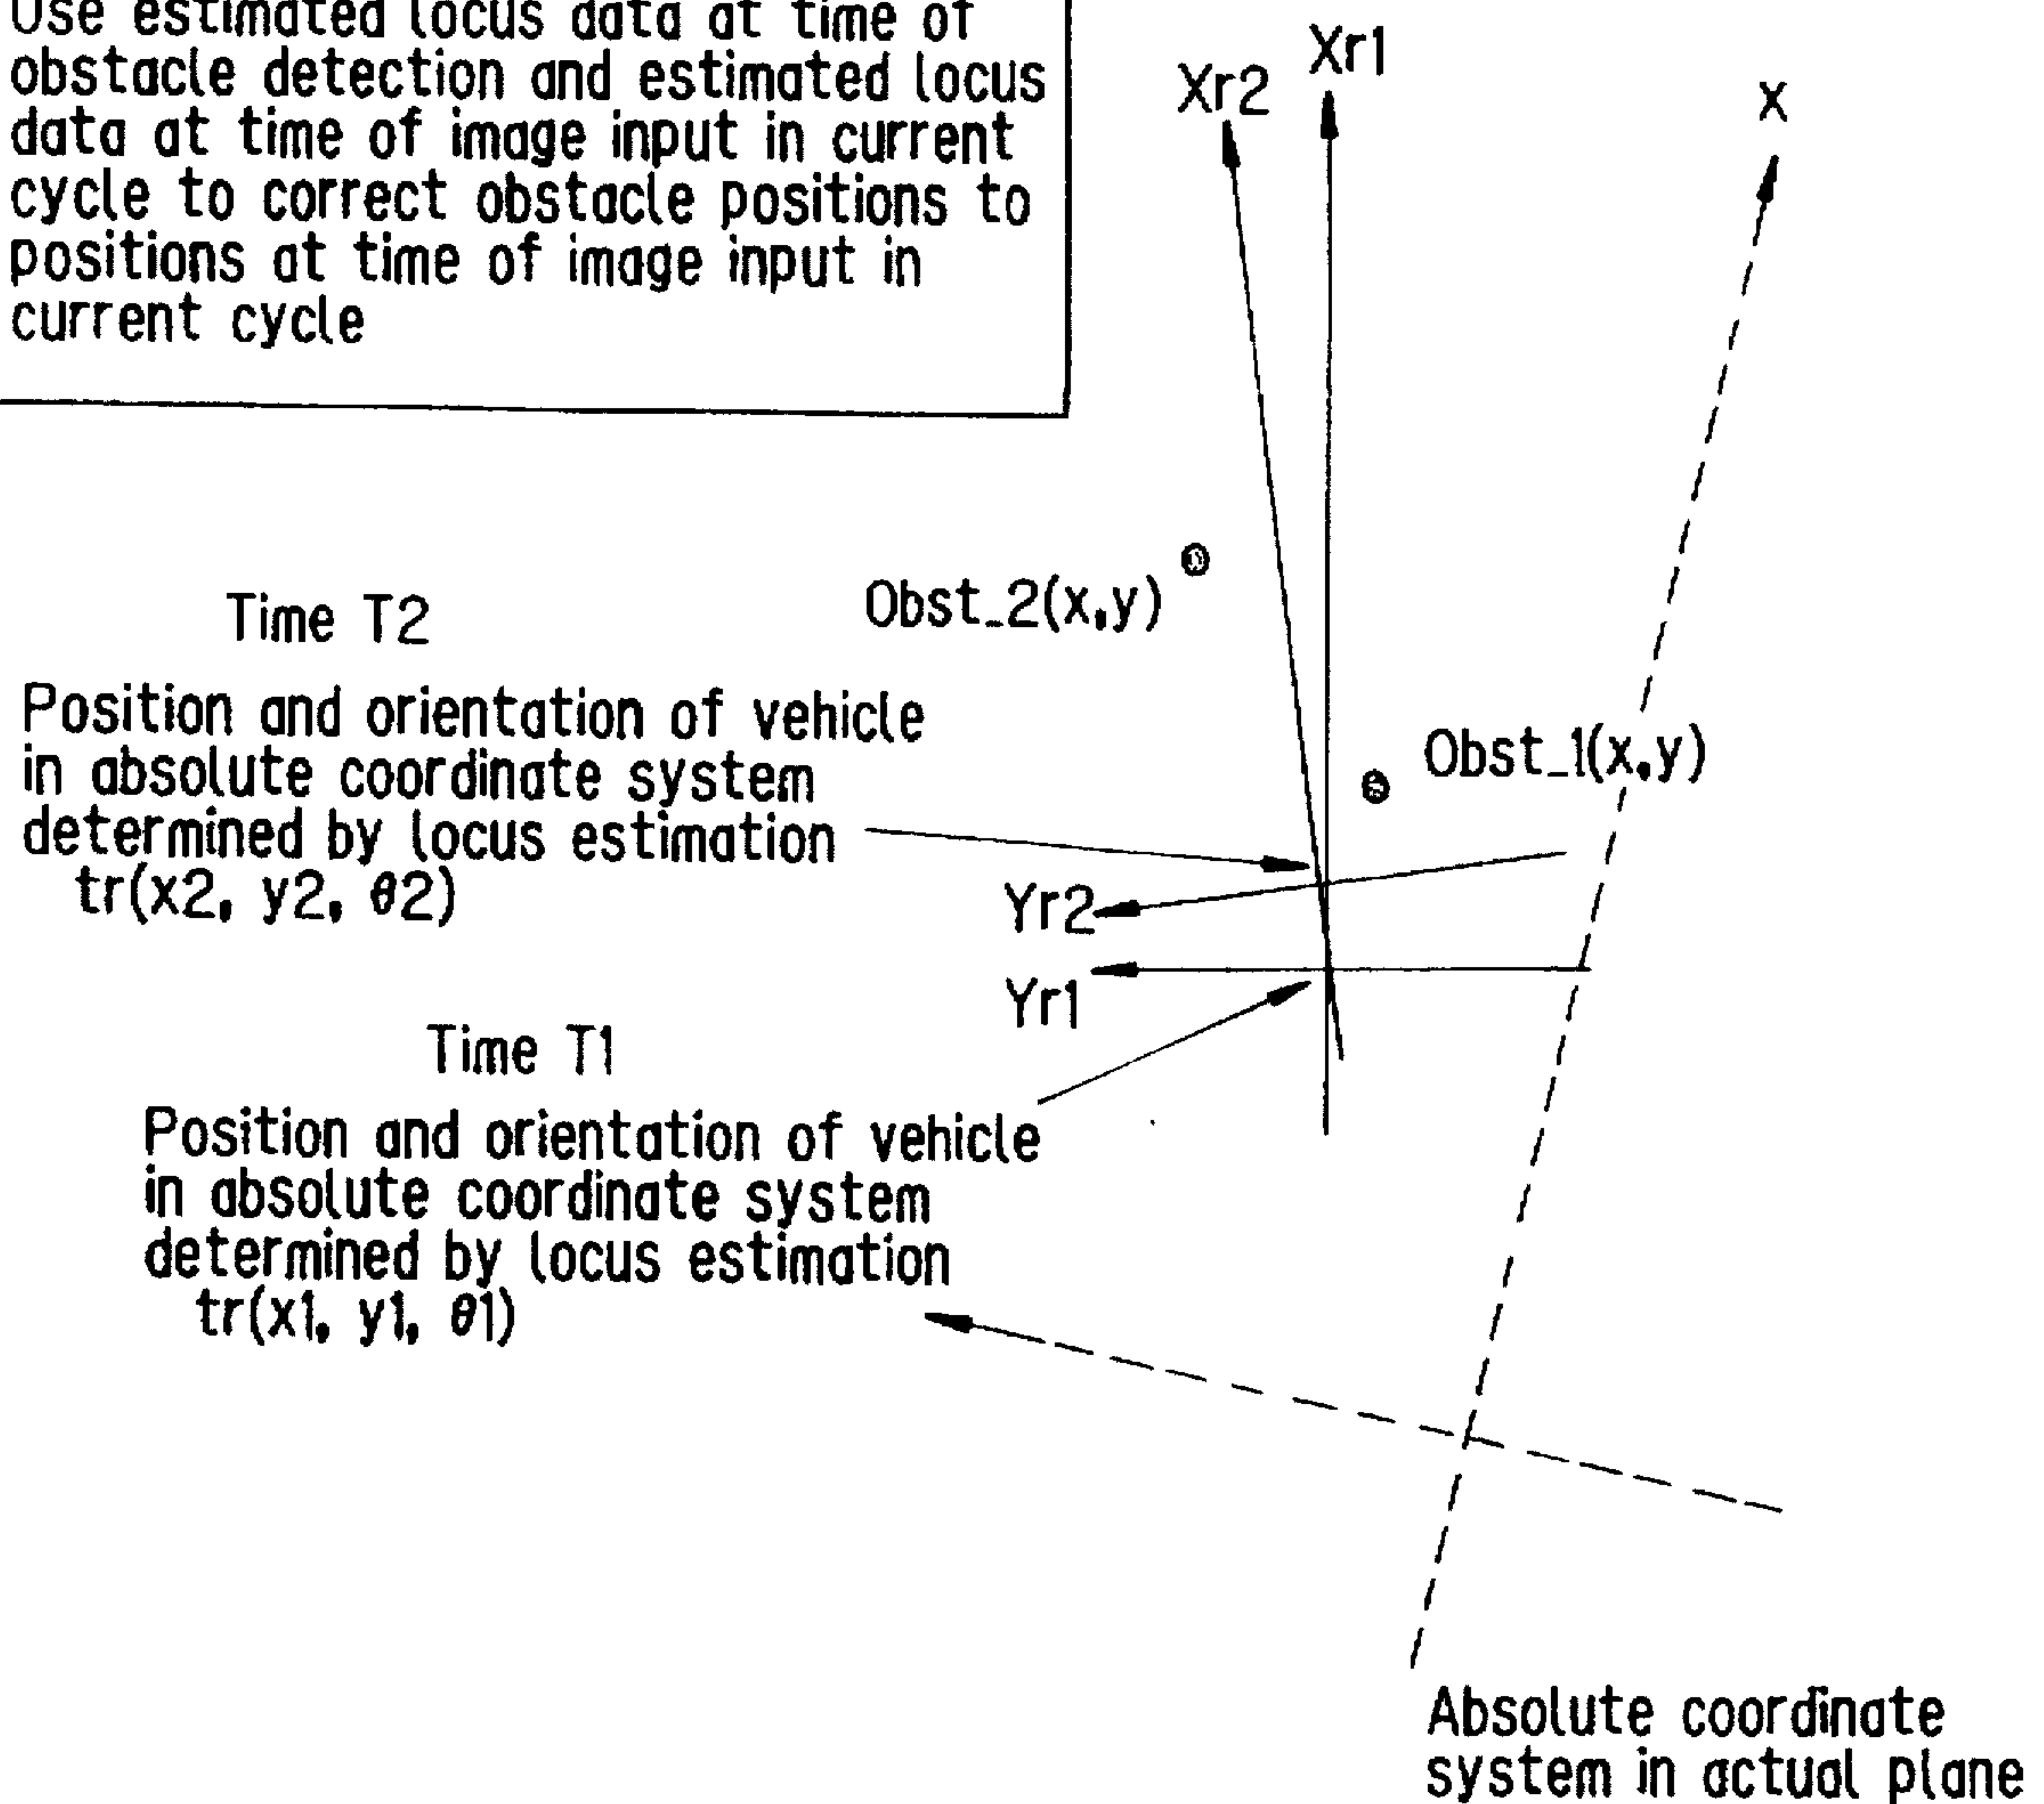 Use estimated locus data at time of
obstacle detection and estimated locus
data at time of image input in current
cycle to correct obstacle positions to
positions at time of image input in
current cycle
Xr2
Xr1
x
Obst_2(x,y)
Time T2
Position and orientation of vehicle
in absolute coordinate system
determined by locus estimation
tr(x2, y2, θ2)
Obst_1(x,y)
Yr2
Yr1
Time T1
Position and orientation of vehicle
in absolute coordinate system
determined by locus estimation
tr(x1, y1, θ1)
Absolute coordinate
system in actual plane